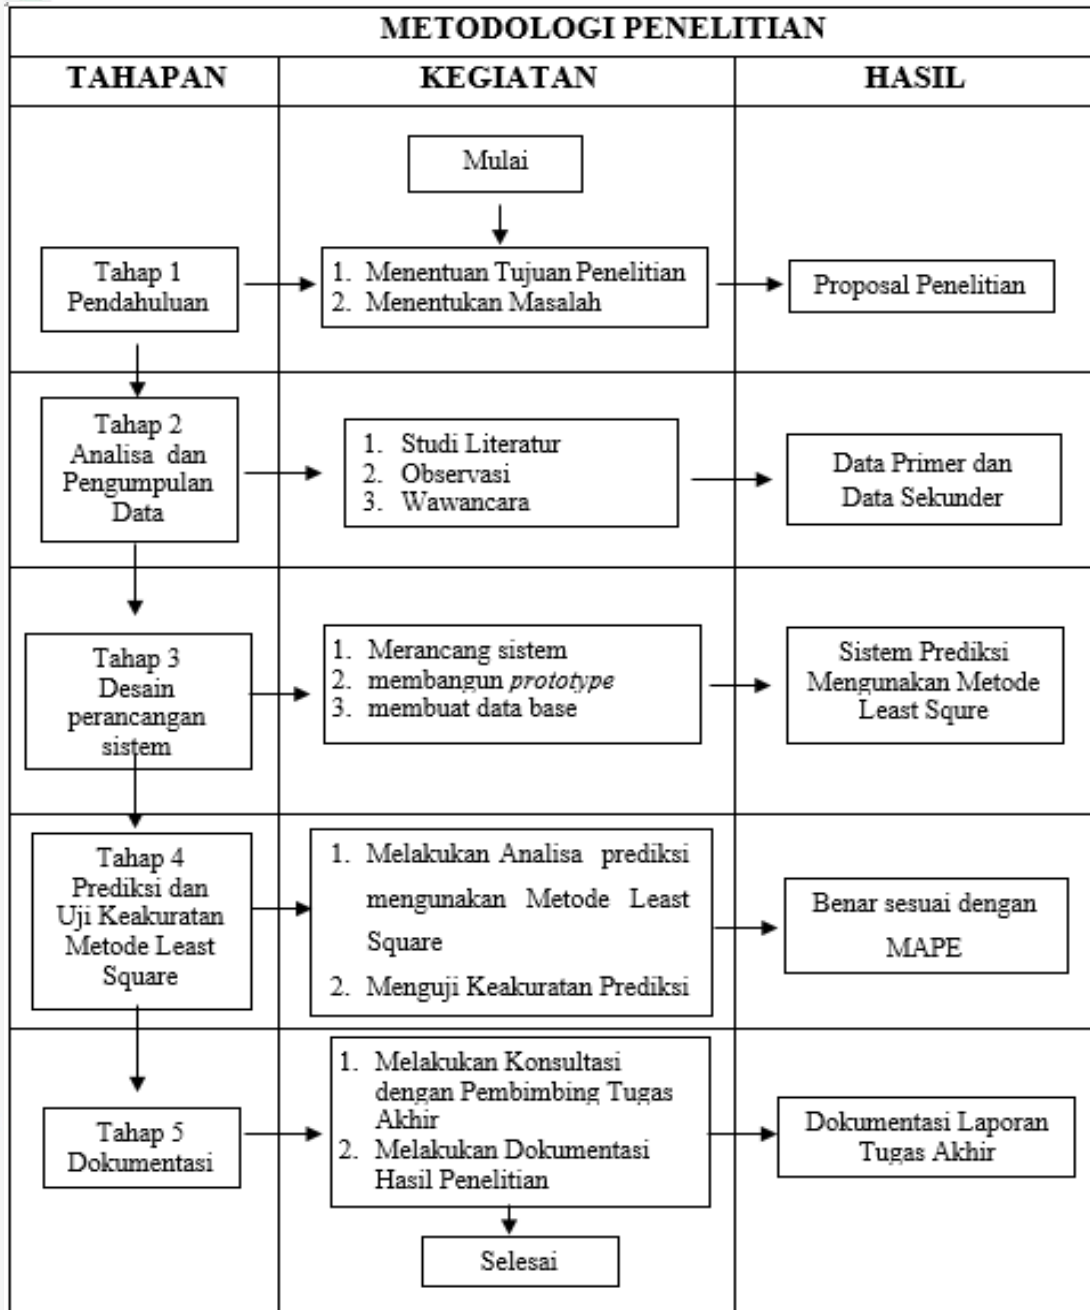 METODOLOGI PENELITIAN
TAHAPAN
KEGIATAN
HASIL
Mulai
Tahap 1
Pendahuluan
1. Menentuan Tujuan Penelitian
2. Menentukan Masalah
Proposal Penelitian
Tahap 2
Analisa dan
Pengumpulan
Data
1. Studi Literatur
2. Observasi
3. Wawancara
Data Primer dan
Data Sekunder
Tahap 3
Desain
perancangan
sistem
1. Merancang sistem
2. membangun prototype
3. membuat data base
Sistem Prediksi
Mengunakan Metode
Least Squre
Tahap 4
Prediksi dan
Uji Keakuratan
Metode Least
Square
1. Melakukan Analisa prediksi
mengunakan Metode Least
Square
2. Menguji Keakuratan Prediksi
Benar sesuai dengan
MAPE
Tahap 5
Dokumentasi
1. Melakukan Konsultasi
dengan Pembimbing Tugas
Akhir
2. Melakukan Dokumentasi
Hasil Penelitian
Dokumentasi Laporan
Tugas Akhir
Selesai